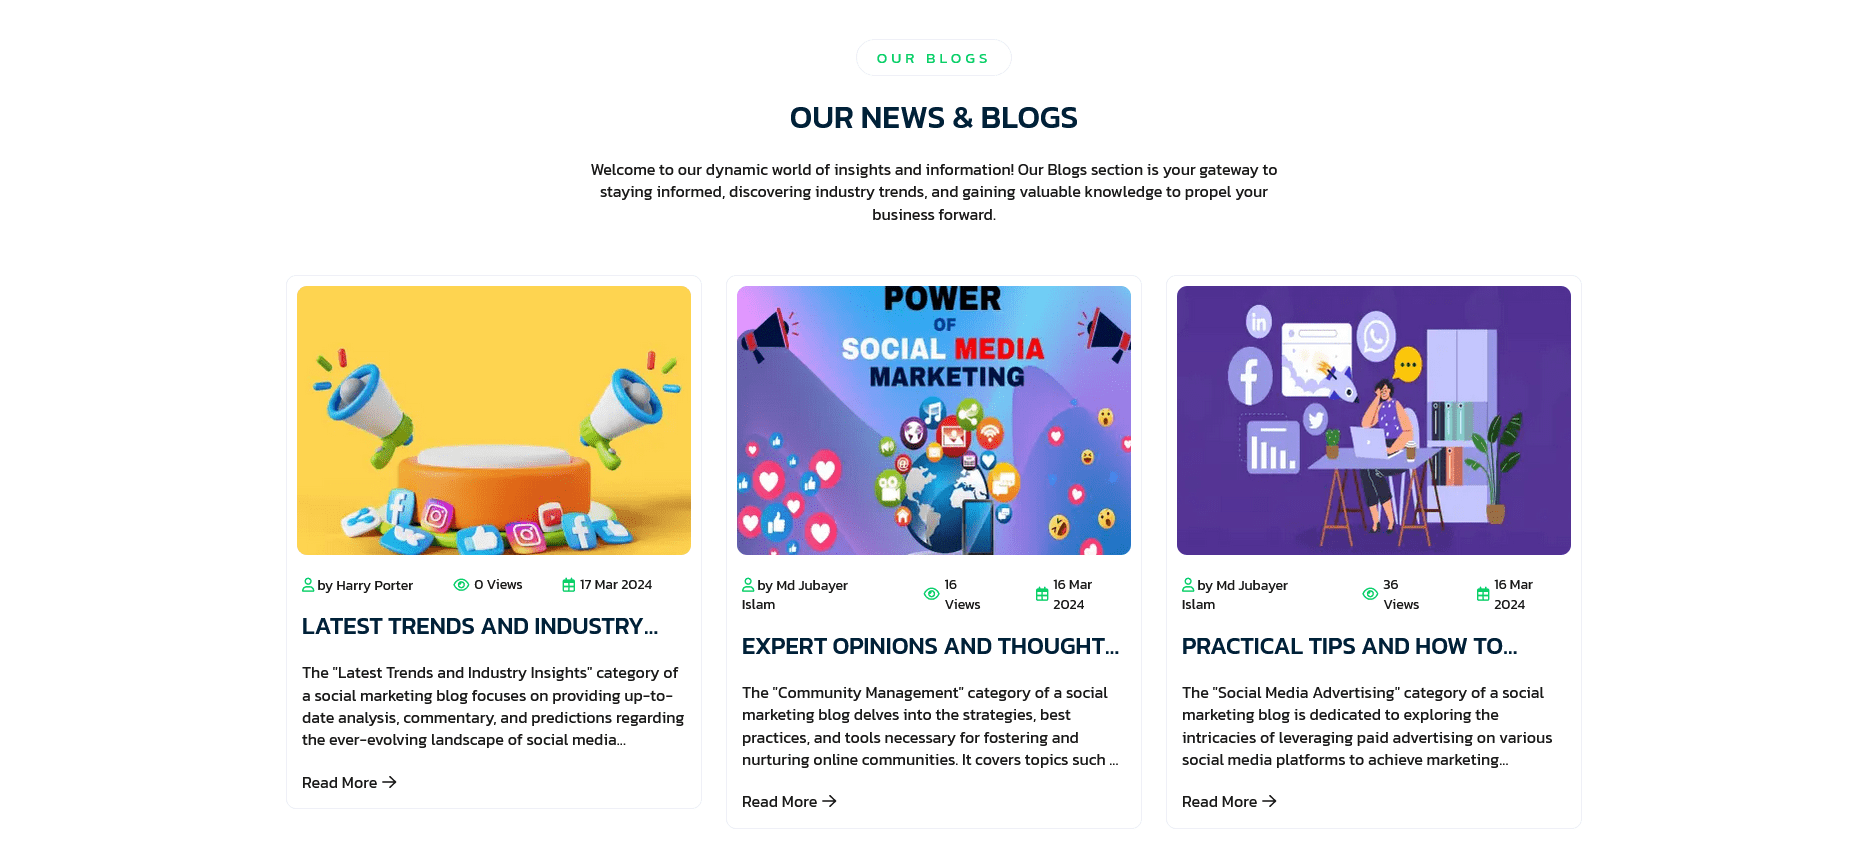 OUR BLOGS
OUR NEWS & BLOGS
Welcome to our dynamic world of insights and information! Our Blogs section is your gateway to
staying informed, discovering industry trends, and gaining valuable knowledge to propel your
business forward.
by Harry Porter
0 Views
17 Mar 2024
LATEST TRENDS AND INDUSTRY...
The "Latest Trends and Industry Insights" category of
a social marketing blog focuses on providing up-to-
date analysis, commentary, and predictions regarding
the ever-evolving landscape of social media...
Read More
POWER
OF
SOCIAL MEDIA
MARKETING
by Md Jubayer
Islam
16
Views
16 Mar
2024
EXPERT OPINIONS AND THOUGHT...
The "Community Management" category of a social
marketing blog delves into the strategies, best
practices, and tools necessary for fostering and
nurturing online communities. It covers topics such ...
Read More
in
by Md Jubayer
Islam
36
Views
16 Mar
2024
PRACTICAL TIPS AND HOW TO...
The "Social Media Advertising" category of a social
marketing blog is dedicated to exploring the
intricacies of leveraging paid advertising on various
social media platforms to achieve marketing...
Read More